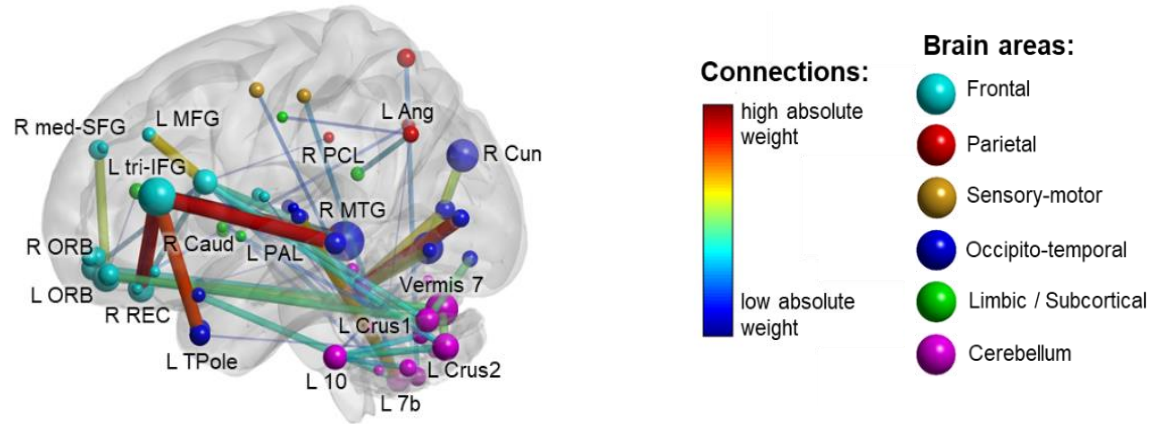 R med-SFG
L MFG
L tri-IFG
L Ang
R PCL
R Cun
R MTG
R Caud
L PAL
R ORB
L ORB
R REC
L TPole
Vermis 7
L Crus1
L Crus2
L 10
L 7b
Connections:
high absolute
weight
low absolute
weight
Brain areas:
Frontal
Parietal
Sensory-motor
Occipito-temporal
Limbic / Subcortical
Cerebellum